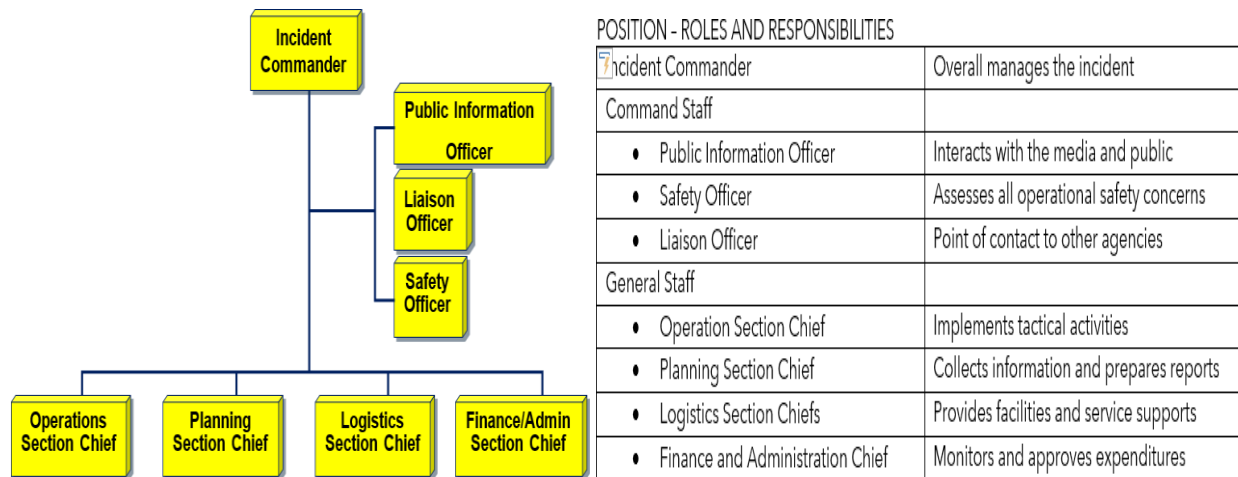 Incident
Commander
Public Information
Officer
Liaison
Officer
Safety
Officer
Operations
Section Chief
Planning
Section Chief
Logistics
Section Chief
Finance/Admin
Section Chief
POSITION – ROLES AND RESPONSIBILITIES
ncident Commander Overall manages the incident
Command Staff
• Public Information Officer Interacts with the media and public
• Safety Officer Assesses all operational safety concerns
• Liaison Officer Point of contact to other agencies
General Staff
• Operation Section Chief Implements tactical activities
• Planning Section Chief Collects information and prepares reports
• Logistics Section Chiefs Provides facilities and service supports
• Finance and Administration Chief Monitors and approves expenditures